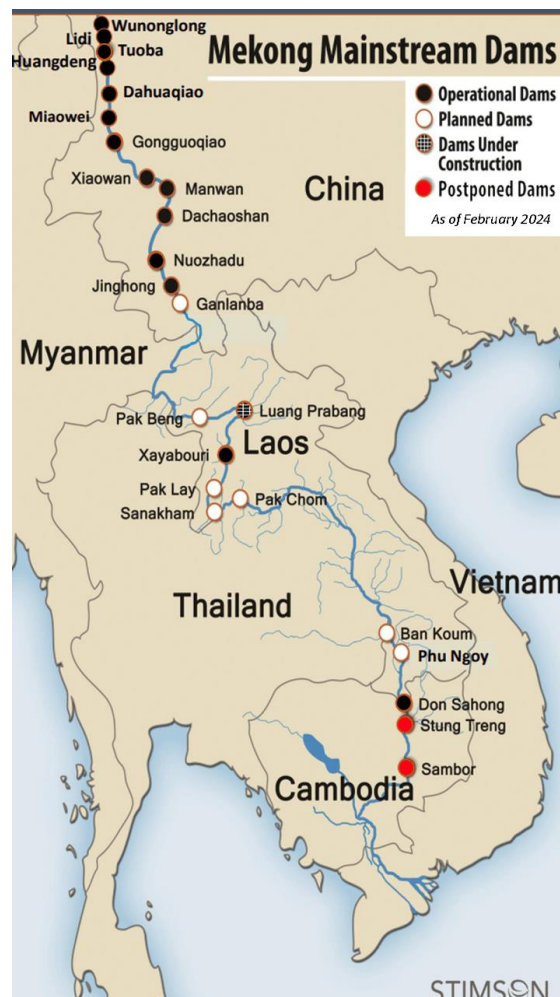 Mekong Mainstream Dams
Operational Dams
Planned Dams
Dams Under
Construction
Postponed Dams
As of February 2024
Wunonglong
Lidi
Tuoba
Huangdeng
Dahuaqiao
Miaowei
Gongguoqiao
Xiaowan
Manwan
China
Dachaoshan
Nuozhadu
Jinghong
Ganlanba
Myanmar
Pak Beng
Luang Prabang
Laos
Xayabouri
Pak Lay
Pak Chom
Sanakham
Vietnam
Thailand
Ban Koum
Phu Ngoy
Don Sahong
Stung Treng
Sambor
Cambodia
STIMSON